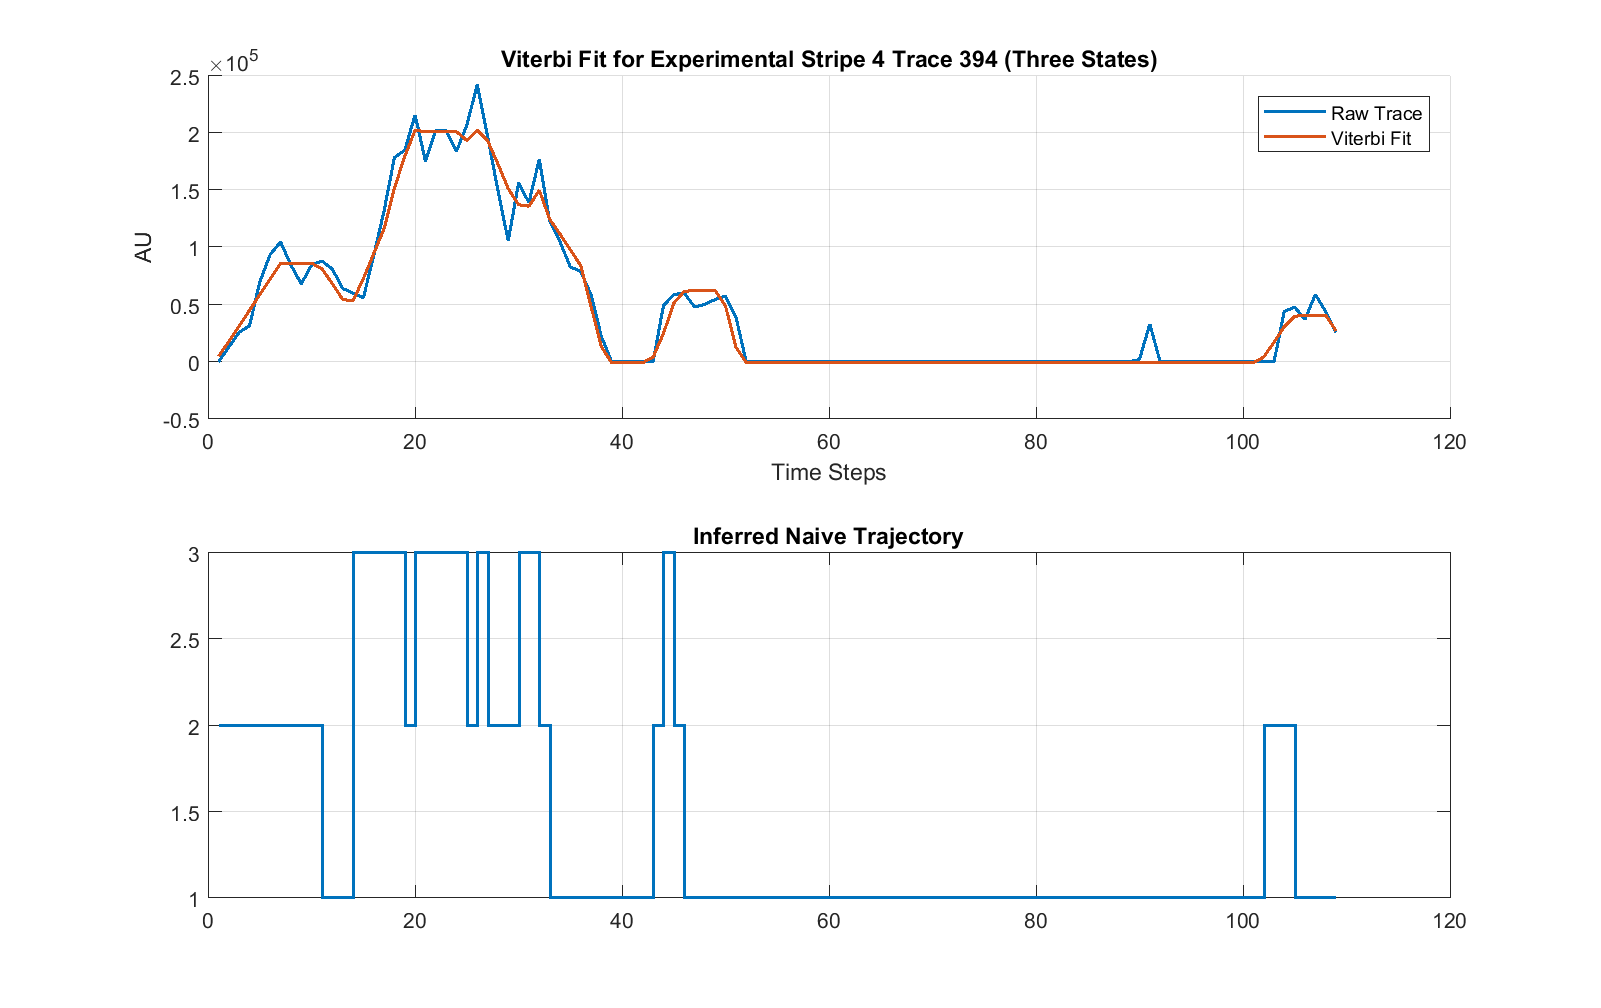 Viterbi Fit for Experimental Stripe 4 Trace 394 (Three States)
×10^5
2.5
2
1.5
1
0.5
0
-0.5
AU
Raw Trace
Viterbi Fit
0 20 40 60 80 100 120
Time Steps
Inferred Naive Trajectory
3
2.5
2
1.5
1
0 20 40 60 80 100 120